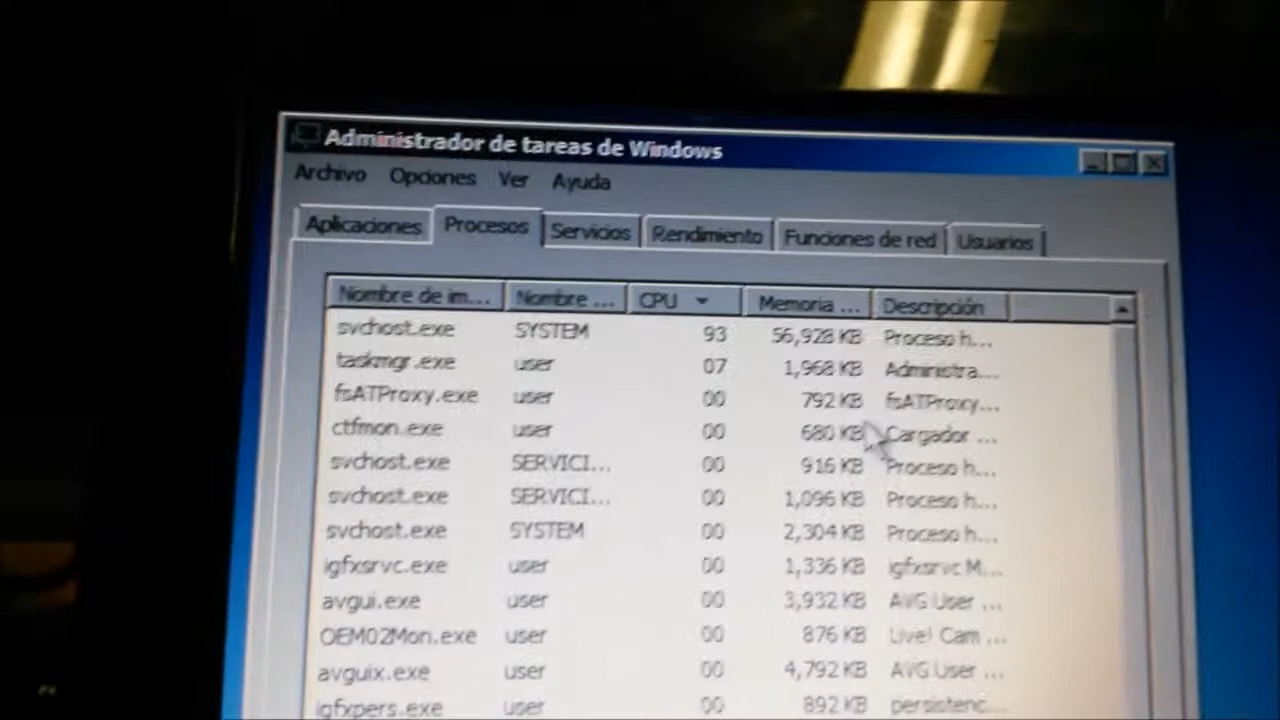 Administrador de tareas de Windows
Archivo Opciones Ver Ayuda
Aplicaciones Procesos Servicios Rendimiento Funciones de red Usuarios
Nombre de im... Nombre ... CPU Memoria ... Descripción
svchost.exe SYSTEM 93 56,928 KB Proceso h...
taskmgr.exe user 07 1,968 KB Administra...
fsATProxy.exe user 00 792 KB fsATProxy...
ctfmon.exe user 00 680 KB Cargador ...
svchost.exe SERVICI... 00 916 KB Proceso h...
svchost.exe SERVICI... 00 1,096 KB Proceso h...
svchost.exe SYSTEM 00 2,304 KB Proceso h...
igfxsrvc.exe user 00 1,336 KB igfxsrvc M...
avgui.exe user 00 3,932 KB AVG User ...
OEM02Mon.exe user 00 876 KB Live! Cam ...
avguix.exe user 00 4,792 KB AVG User ...
igfxpers.exe user 00 892 KB persistenc...